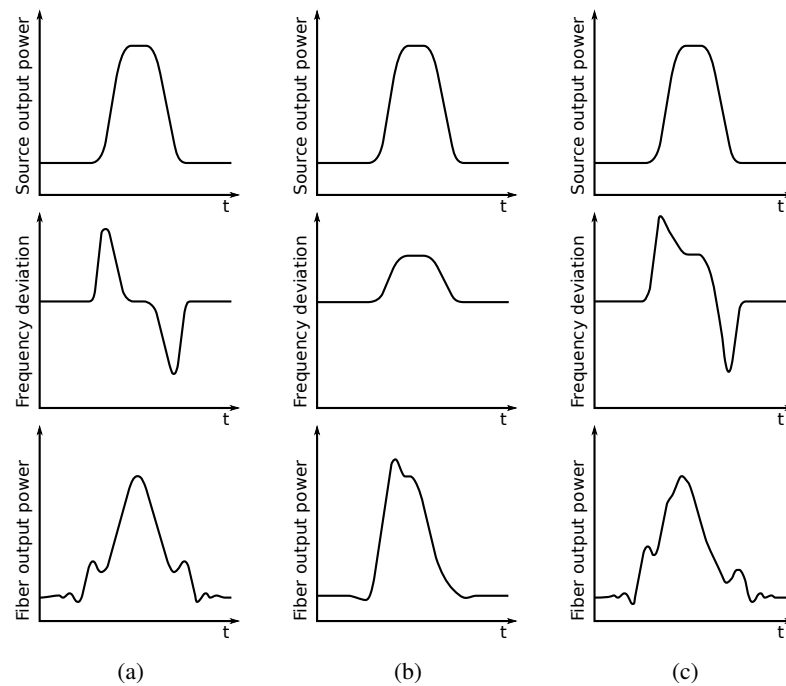 Source output power
t
Source output power
t
Source output power
t
Frequency deviation
t
Frequency deviation
t
Frequency deviation
t
Fiber output power
t
Fiber output power
t
Fiber output power
t
(a)
(b)
(c)